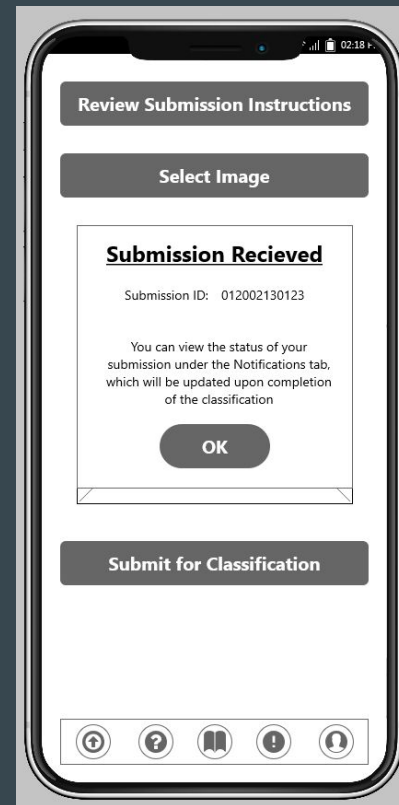 02:18
Review Submission Instructions
Select Image
Submission Recieved
Submission ID: 012002130123
You can view the status of your
submission under the Notifications tab,
which will be updated upon completion
of the classification
OK
Submit for Classification